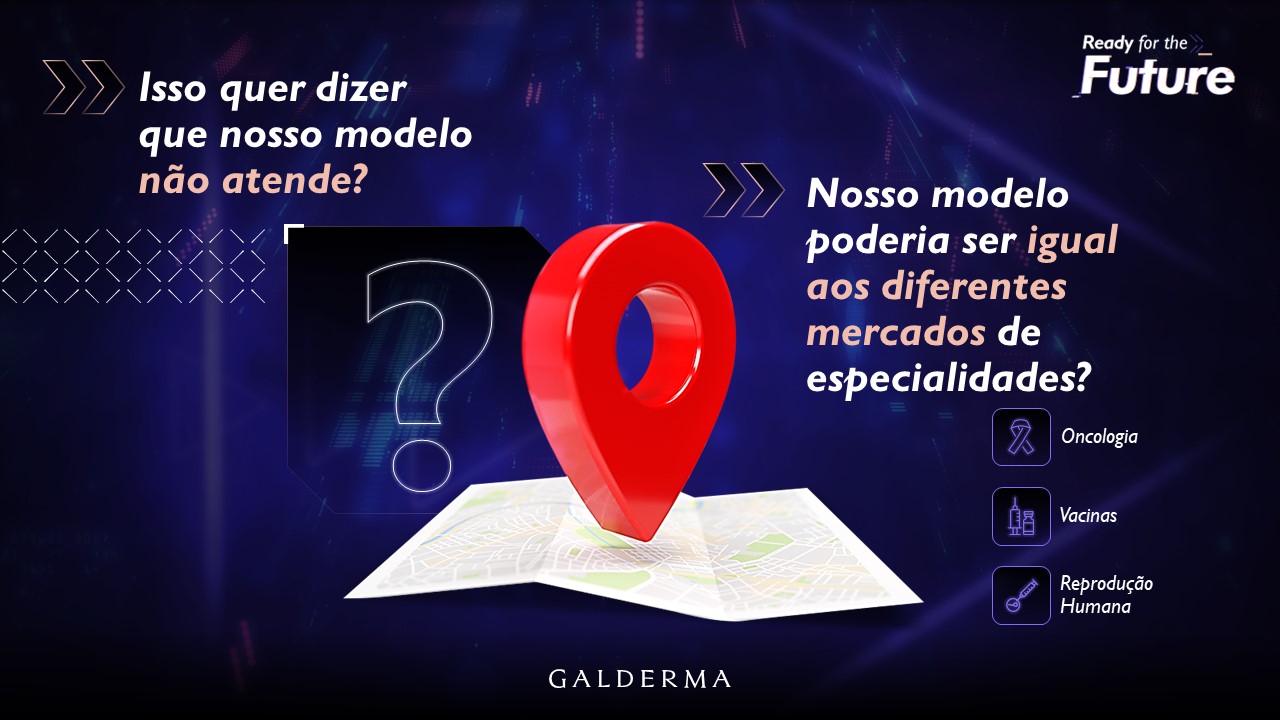 Ready for the
Future
Isso quer dizer
que nosso modelo
não atende?
Nosso modelo
poderia ser igual
aos diferentes
mercados de
especialidades?
?
Oncologia
Vacinas
Reprodução
Humana
GALDERMA